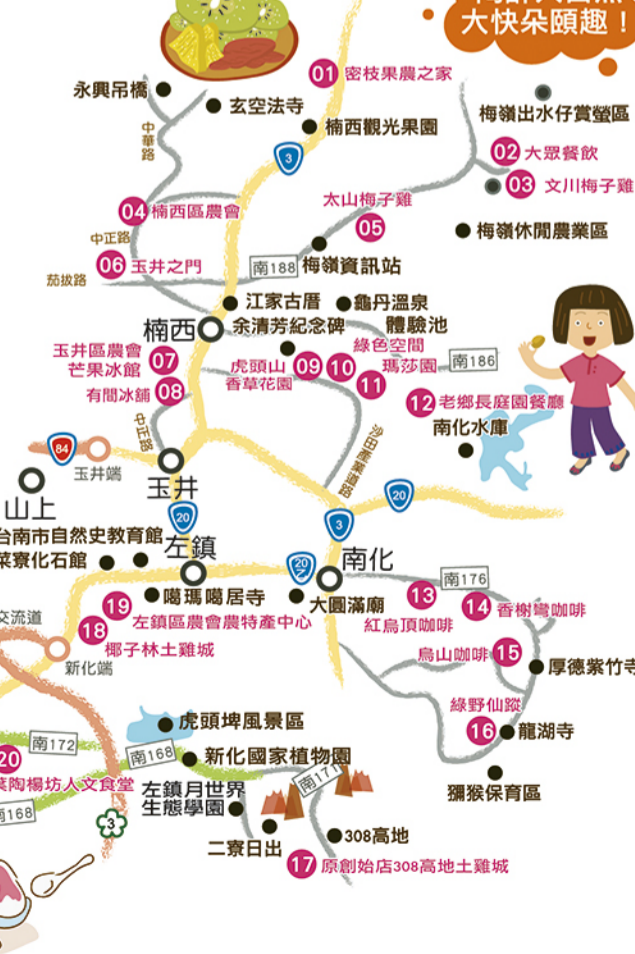 大快朵頤趣！
01 密枝果農之家
永興吊橋
玄空法寺
中華路
楠西觀光果園
3
梅嶺出水仔賞螢區
02 大眾餐飲
03 文川梅子雞
太山梅子雞
05
04 楠西區農會
中正路
06 玉井之門
茄拔路
南188
梅嶺資訊站
梅嶺休閒農業區
江家古厝
龜丹溫泉
體驗池
楠西
余清芳紀念碑
玉井區農會
芒果冰館
07
有間冰舖 08
虎頭山
香草花園
09
10
綠色空間
瑪莎園
11
南186
12 老鄉長庭園餐廳
南化水庫
中正路
沙田產業道路
84
玉井端
玉井
山上
20
3
20
台南市自然史教育館
菜寮化石館
左鎮
20乙
南化
噶瑪噶居寺
大圓滿廟
19
左鎮區農會農特產中心
18
椰子林土雞城
交流道
新化端
南176
13
紅鳥頂咖啡
14 香榭彎咖啡
烏山咖啡 15
厚德紫竹寺
綠野仙蹤
16
龍湖寺
獼猴保育區
虎頭埤風景區
南172
南168
新化國家植物園
南171
20
葉陶楊坊人文食堂
南168
左鎮月世界
生態學園
3
二寮日出
308高地
17 原創始店308高地土雞城